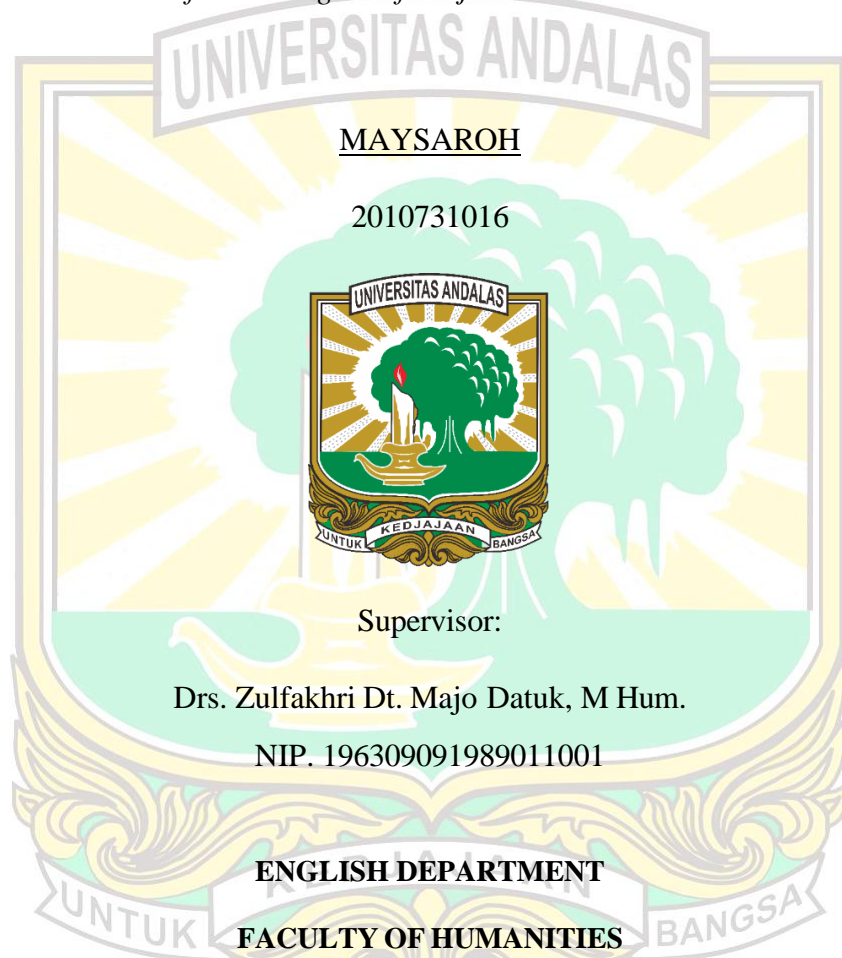 UNIVERSITAS ANDALAS
MAYSAROH
2010731016
UNIVERSITAS ANDALAS
UNTUK KEDJAJAAN BANGSA
Supervisor:
Drs. Zulfakhri Dt. Majo Datuk, M Hum.
NIP. 196309091989011001
ENGLISH DEPARTMENT
KEDJAJAAN
UNTUK BANGSA
FACULTY OF HUMANITIES